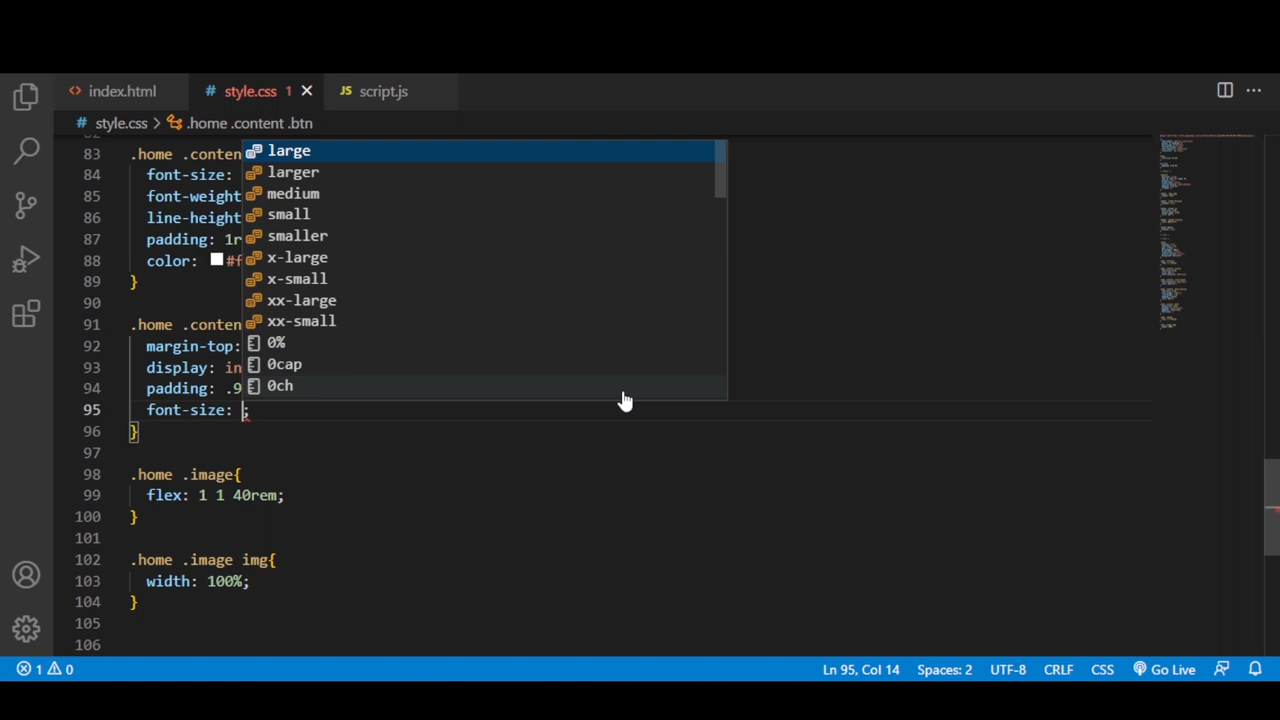 index.html
style.css 1
JS script.js
# style.css > .home .content .btn
83 .home .conten
84 font-size:
85 font-weight
86 line-height
87 padding: 1r
88 color: #f
89 }
90
91 .home .conten
92 margin-top:
93 display: in
94 padding: .9
95 font-size: ;
96 }
97
98 .home .image{
99 flex: 1 1 40rem;
100 }
101
102 .home .image img{
103 width: 100%;
104 }
105
106
large
larger
medium
small
smaller
x-large
x-small
xx-large
xx-small
0%
0cap
0ch
1 0
Ln 95, Col 14
Spaces: 2
UTF-8
CRLF
CSS
Go Live